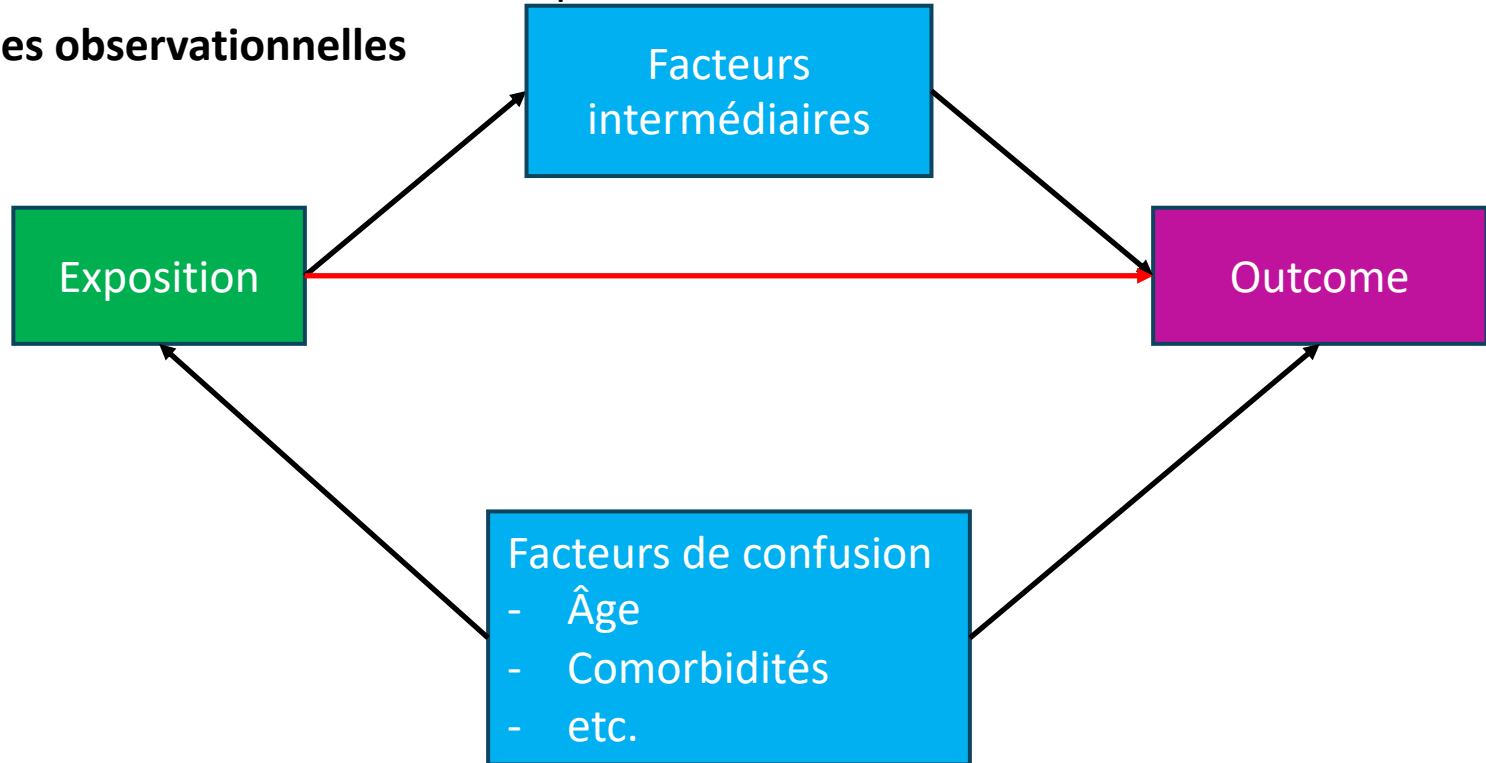 es observationnelles
Facteurs
intermédiaires
Exposition
Outcome
Facteurs de confusion
- Âge
- Comorbidités
- etc.